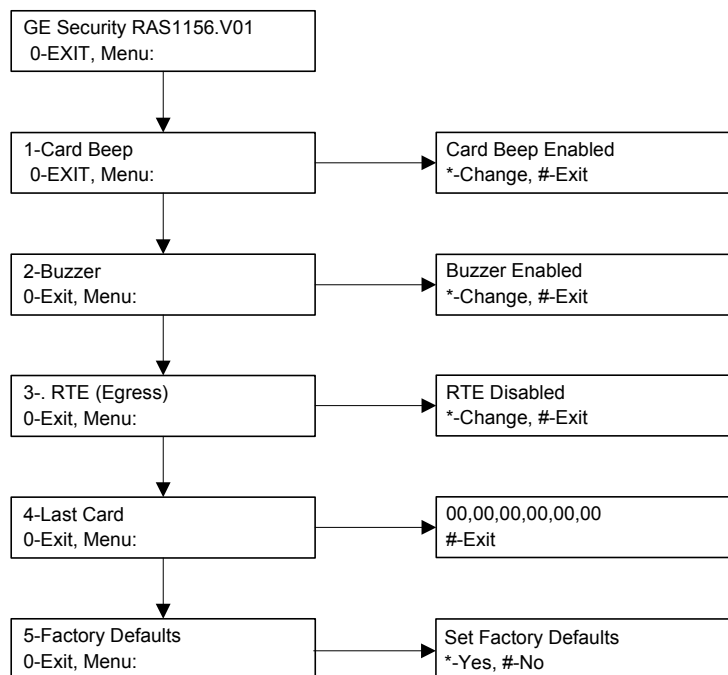 GE Security RAS1156.V01
0-EXIT, Menu:
1-Card Beep
0-EXIT, Menu:
Card Beep Enabled
*-Change, #-Exit
2-Buzzer
0-Exit, Menu:
Buzzer Enabled
*-Change, #-Exit
3-. RTE (Egress)
0-Exit, Menu:
RTE Disabled
*-Change, #-Exit
4-Last Card
0-Exit, Menu:
00,00,00,00,00,00
#-Exit
5-Factory Defaults
0-Exit, Menu:
Set Factory Defaults
*-Yes, #-No